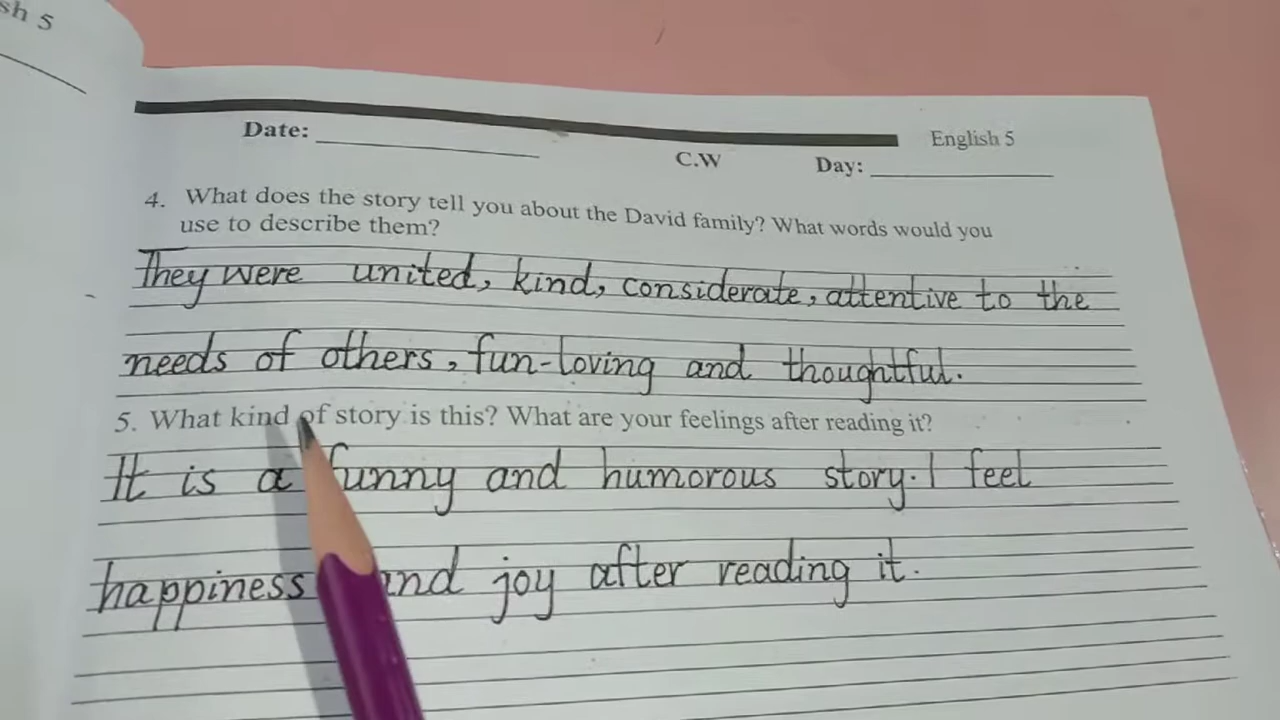 sh 5
English 5
Date:
C.W
Day:
4. What does the story tell you about the David family? What words would you
use to describe them?
They were united, kind, considerate, attentive to the
needs of others, fun-loving and thoughtful.
5. What kind of story is this? What are your feelings after reading it?
It is a funny and humorous story. I feel
happiness and joy after reading it.